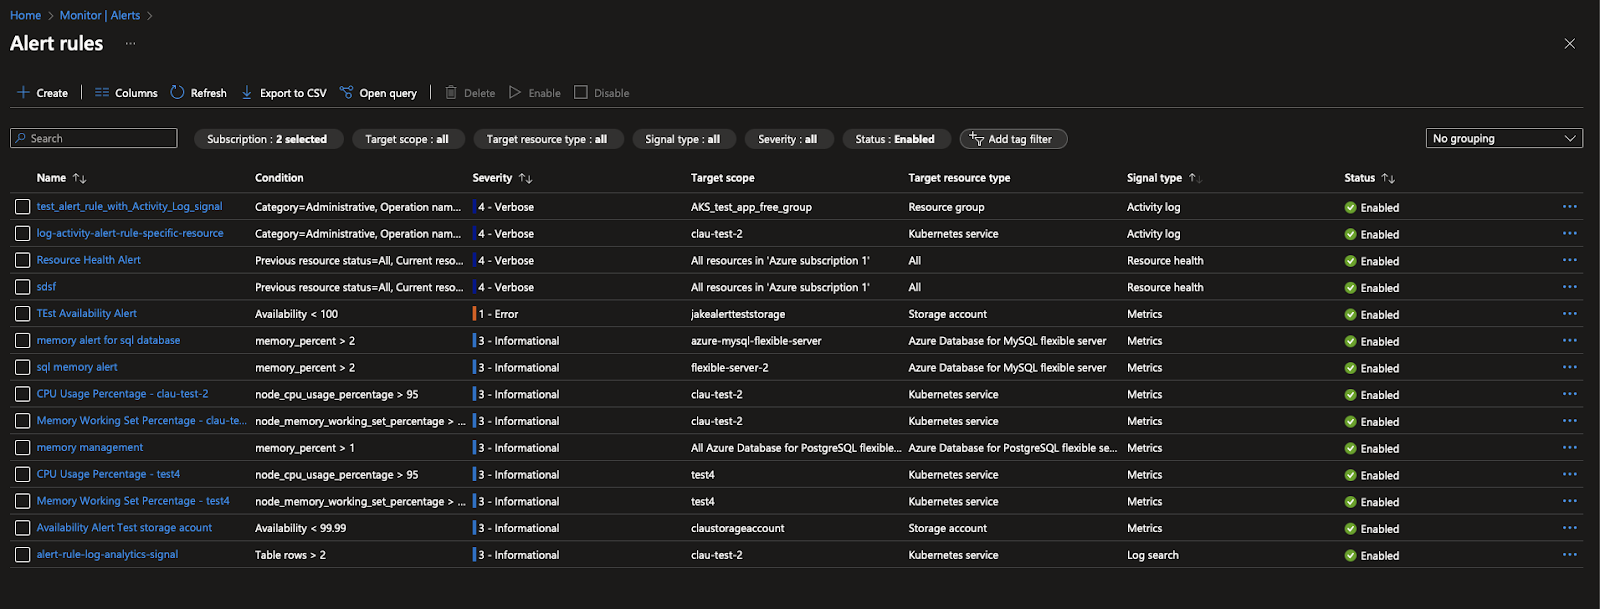 Home > Monitor | Alerts >
Alert rules ...
Create Columns Refresh Export to CSV Open query Delete Enable Disable
Search Subscription : 2 selected Target scope : all Target resource type : all Signal type : all Severity : all Status : Enabled Add tag filter No grouping
Name Condition Severity Target scope Target resource type Signal type Status
test_alert_rule_with_Activity_Log_signal Category=Administrative, Operation nam... 4 - Verbose AKS_test_app_free_group Resource group Activity log Enabled
log-activity-alert-rule-specific-resource Category=Administrative, Operation nam... 4 - Verbose clau-test-2 Kubernetes service Activity log Enabled
Resource Health Alert Previous resource status=All, Current reso... 4 - Verbose All resources in 'Azure subscription 1' All Resource health Enabled
sdsf Previous resource status=All, Current reso... 4 - Verbose All resources in 'Azure subscription 1' All Resource health Enabled
TEst Availability Alert Availability < 100 1 - Error jakealertteststorage Storage account Metrics Enabled
memory alert for sql database memory_percent > 2 3 - Informational azure-mysql-flexible-server Azure Database for MySQL flexible server Metrics Enabled
sql memory alert memory_percent > 2 3 - Informational flexible-server-2 Azure Database for MySQL flexible server Metrics Enabled
CPU Usage Percentage - clau-test-2 node_cpu_usage_percentage > 95 3 - Informational clau-test-2 Kubernetes service Metrics Enabled
Memory Working Set Percentage - clau-te... node_memory_working_set_percentage > ... 3 - Informational clau-test-2 Kubernetes service Metrics Enabled
memory management memory_percent > 1 3 - Informational All Azure Database for PostgreSQL flexible... Azure Database for PostgreSQL flexible se... Metrics Enabled
CPU Usage Percentage - test4 node_cpu_usage_percentage > 95 3 - Informational test4 Kubernetes service Metrics Enabled
Memory Working Set Percentage - test4 node_memory_working_set_percentage > ... 3 - Informational test4 Kubernetes service Metrics Enabled
Availability Alert Test storage acount Availability < 99.99 3 - Informational claustorageaccount Storage account Metrics Enabled
alert-rule-log-analytics-signal Table rows > 2 3 - Informational clau-test-2 Kubernetes service Log search Enabled